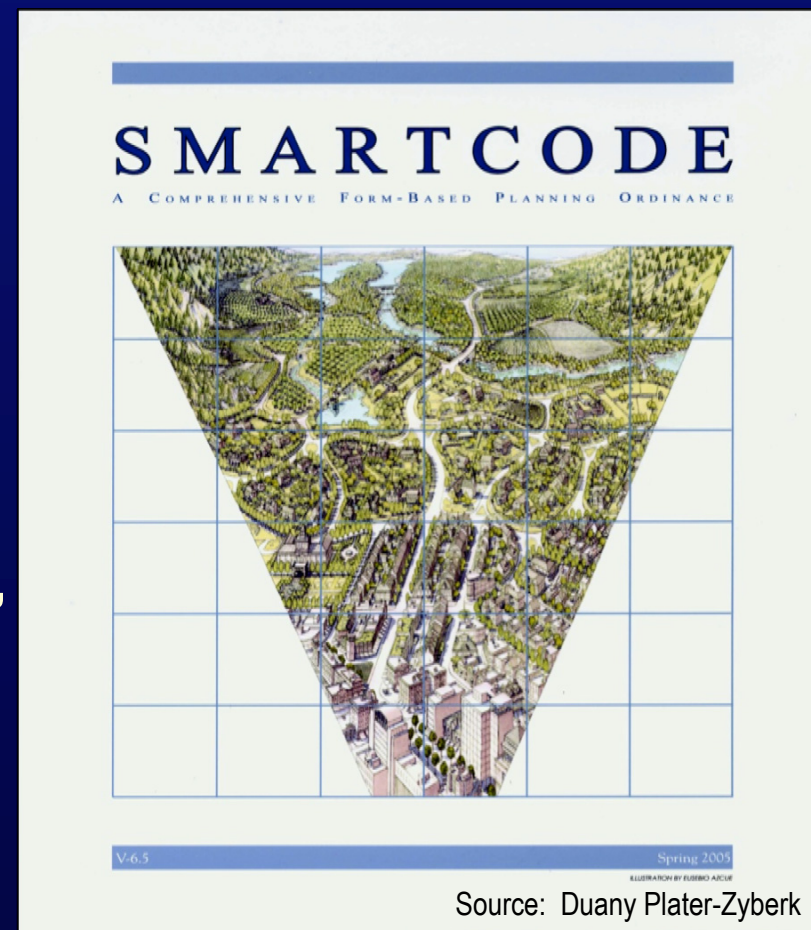 SMARTCODE
A COMPREHENSIVE FORM-BASED PLANNING ORDINANCE
V-6.5 Spring 2005
ILLUSTRATION BY EUSEBIO AZCUE
Source: Duany Plater-Zyberk